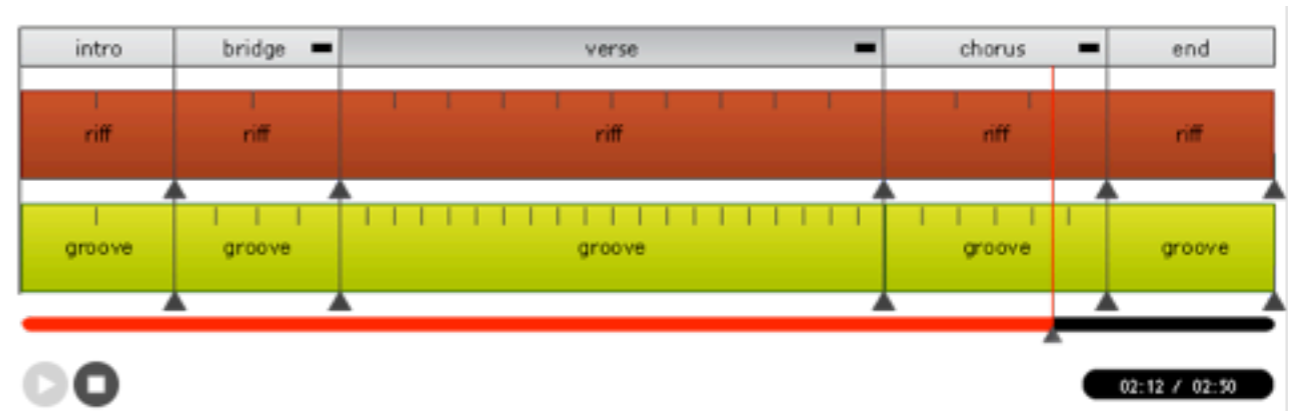 intro bridge verse chorus end
riff riff riff riff riff
groove groove groove groove groove
02:12 / 02:50